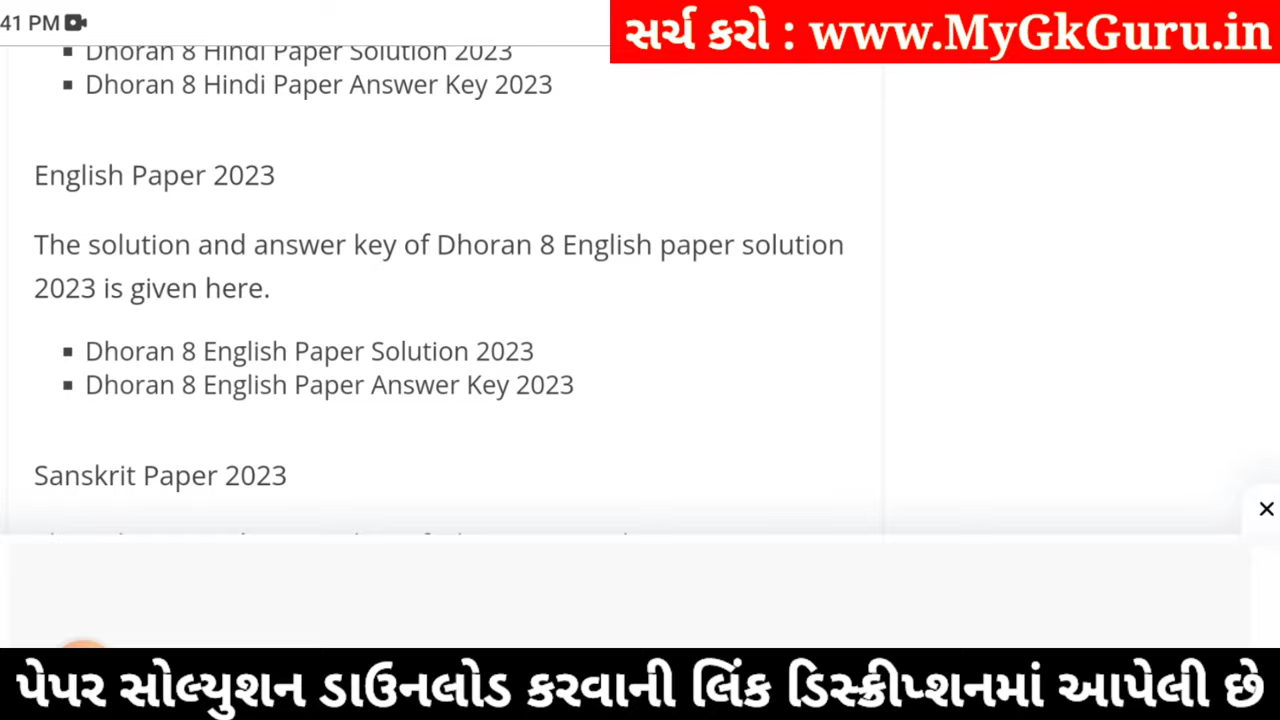 41 PM
સર્ચ કરો : www.MyGkGuru.in
Dhoran 8 Hindi Paper Solution 2023
Dhoran 8 Hindi Paper Answer Key 2023
English Paper 2023
The solution and answer key of Dhoran 8 English paper solution
2023 is given here.
Dhoran 8 English Paper Solution 2023
Dhoran 8 English Paper Answer Key 2023
Sanskrit Paper 2023
પેપર સોલ્યુશન ડાઉનલોડ કરવાની લિંક ડિસ્ક્રીપ્શનમાં આપેલી છે